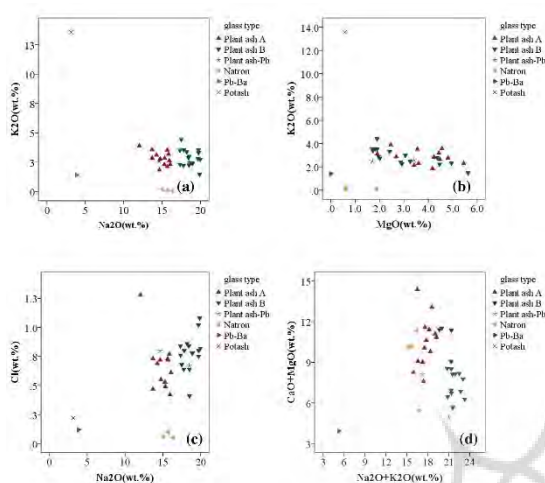 glass type
Plant ash A
Plant ash B
Plant ash-Pb
Natron
Pb-Ba
Potash
K2O(wt.%)
13
10
8
5
3
0
(a)
0
5
10
15
20
Na2O(wt.%)
glass type
Plant ash A
Plant ash B
Plant ash-Pb
Natron
Pb-Ba
Potash
K2O(wt.%)
14.0
12.0
10.0
8.0
6.0
4.0
2.0
.0
(b)
.0
1.0
2.0
3.0
4.0
5.0
6.0
MgO(wt.%)
glass type
Plant ash A
Plant ash B
Plant ash-Pb
Natron
Pb-Ba
Potash
Cl(wt.%)
1.3
1.0
.8
.5
.3
.0
(c)
0
5
10
15
20
Na2O(wt.%)
glass type
Plant ash A
Plant ash B
Plant ash-Pb
Natron
Pb-Ba
Potash
CaO+MgO(wt.%)
15
12
9
6
3
(d)
3
6
9
12
15
18
21
24
Na2O+K2O(wt.%)